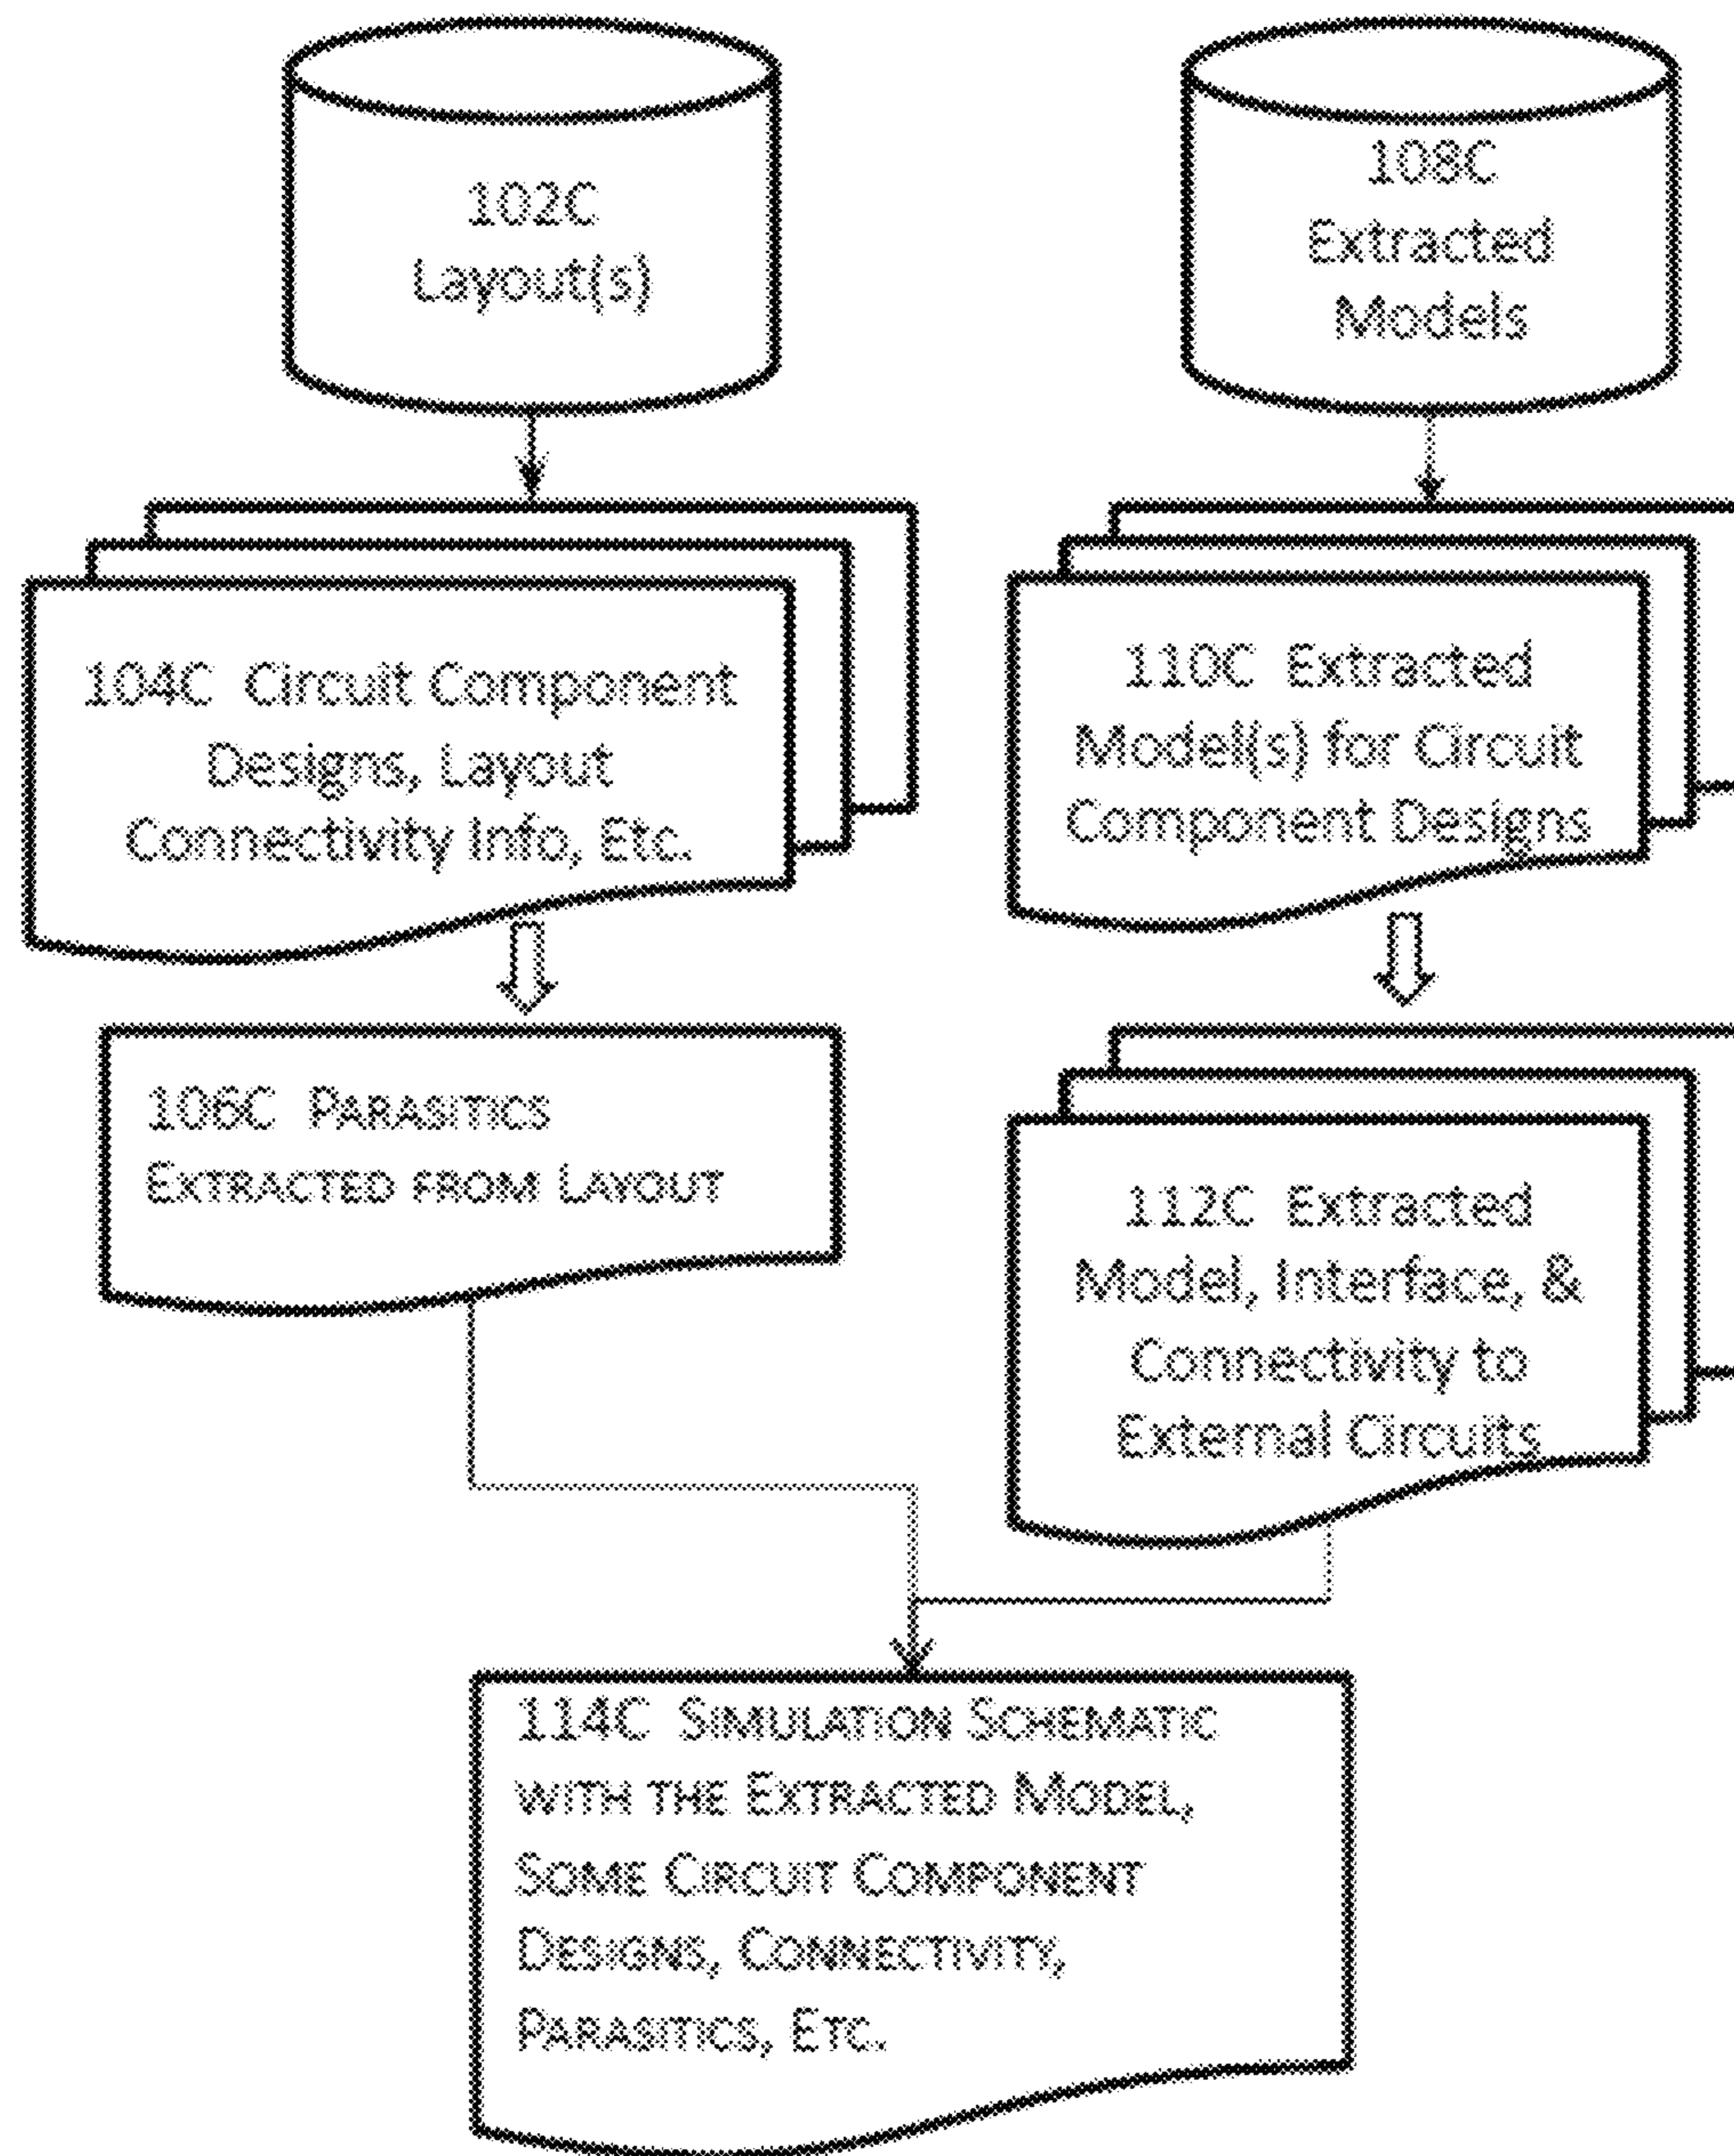 102C
Layout(s)
108C
Extracted
Models
104C Circuit Component
Designs, Layout
Connectivity Info, Etc.
110C Extracted
Model(s) for Circuit
Component Designs
106C PARASITICS
EXTRACTED FROM LAYOUT
112C Extracted
Model, Interface, &
Connectivity to
External Circuits
114C SIMULATION SCHEMATIC
WITH THE EXTRACTED MODEL,
SOME CIRCUIT COMPONENT
DESIGNS, CONNECTIVITY,
PARASITICS, ETC.